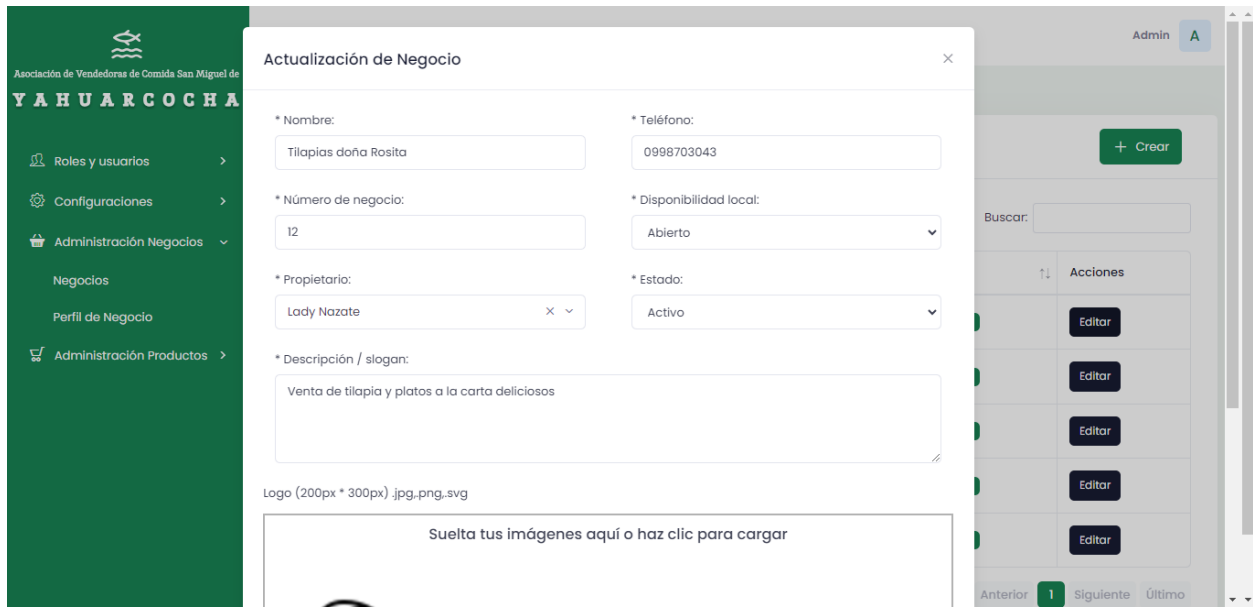 Asociación de Vendedoras de Comida San Miguel de
YAHUARCOCHA
Roles y usuarios
Configuraciones
Administración Negocios
Negocios
Perfil de Negocio
Administración Productos
Admin A
Actualización de Negocio
* Nombre:
Tilapias doña Rosita
* Teléfono:
0998703043
* Número de negocio:
12
* Disponibilidad local:
Abierto
* Propietario:
Lady Nazate
* Estado:
Activo
* Descripción / slogan:
Venta de tilapia y platos a la carta deliciosos
Logo (200px * 300px) .jpg,.png,.svg
Suelta tus imágenes aquí o haz clic para cargar
+ Crear
Buscar:
Acciones
Editar
Editar
Editar
Editar
Editar
Anterior 1 Siguiente Último